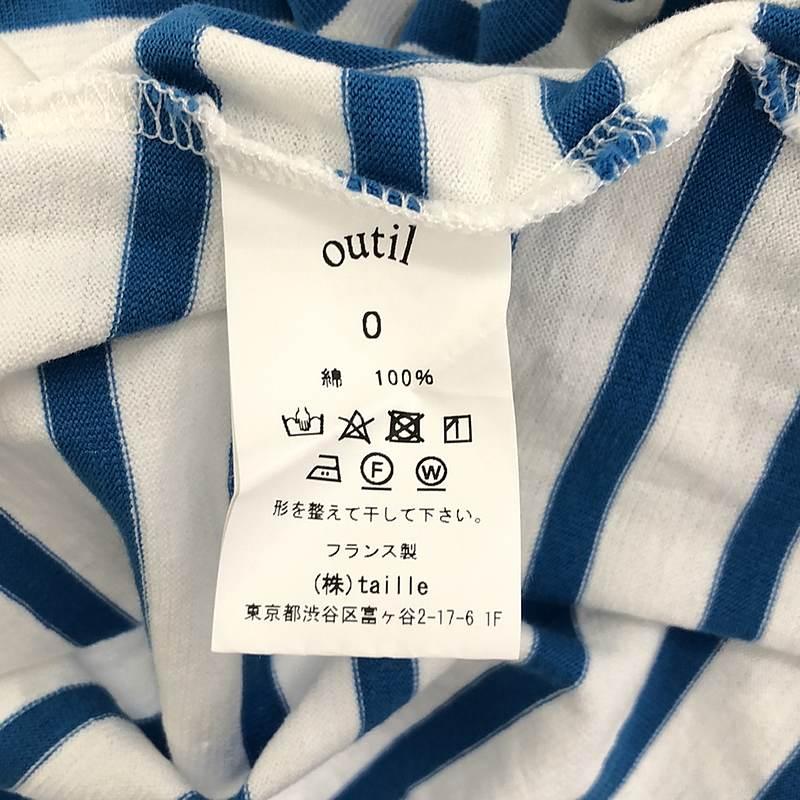 outil
0
綿 100%
F W
形を整えて干して下さい。
フランス製
(株)taille
東京都渋谷区富ヶ谷2-17-6 1F